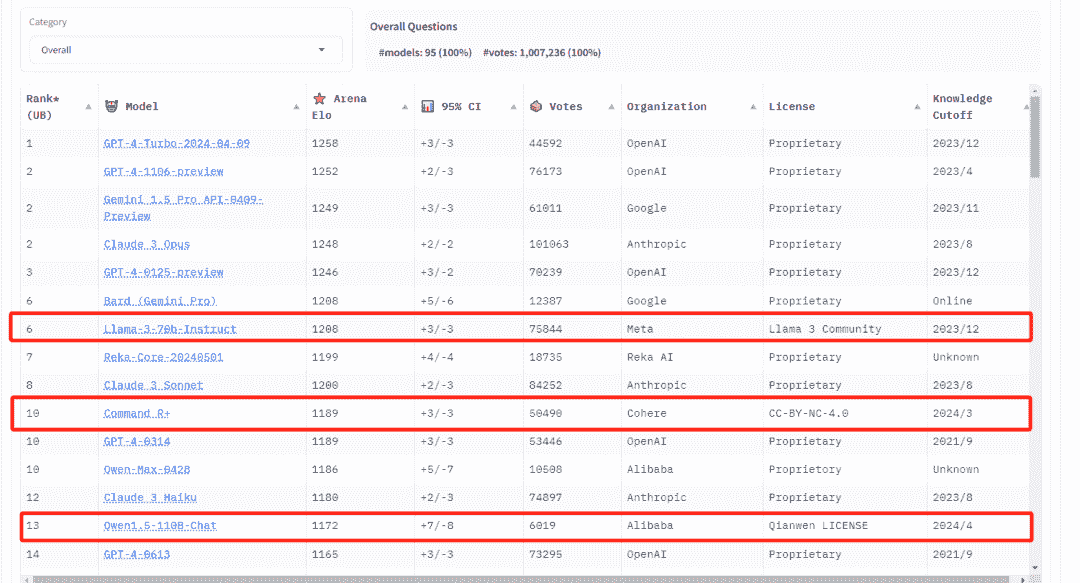 Category
Overall
Overall Questions
#models: 95 (100%) #votes: 1,007,236 (100%)
Rank* (UB) Model Arena Elo 95% CI Votes Organization License Knowledge Cutoff
1 GPT-4-Turbo-2024-04-09 1258 +3/-3 44592 OpenAI Proprietary 2023/12
2 GPT-4-1106-preview 1252 +2/-3 76173 OpenAI Proprietary 2023/4
2 Gemini 1.5 Pro API-0409-Preview 1249 +3/-3 61011 Google Proprietary 2023/11
2 Claude 3 Opus 1248 +2/-2 101063 Anthropic Proprietary 2023/8
3 GPT-4-0125-preview 1246 +3/-2 70239 OpenAI Proprietary 2023/12
6 Bard (Gemini Pro) 1208 +5/-6 12387 Google Proprietary Online
6 Llama-3-70b-Instruct 1208 +3/-3 75844 Meta Llama 3 Community 2023/12
7 Reka-Core-20240501 1199 +4/-4 18735 Reka AI Proprietary Unknown
8 Claude 3 Sonnet 1200 +2/-3 84252 Anthropic Proprietary 2023/8
10 Command R+ 1189 +3/-3 50490 Cohere CC-BY-NC-4.0 2024/3
10 GPT-4-0314 1189 +3/-3 53446 OpenAI Proprietary 2021/9
10 Qwen-Max-0428 1186 +5/-7 10508 Alibaba Proprietary Unknown
12 Claude 3 Haiku 1180 +2/-3 74897 Anthropic Proprietary 2023/8
13 Qwen1.5-110B-Chat 1172 +7/-8 6019 Alibaba Qianwen LICENSE 2024/4
14 GPT-4-0613 1165 +3/-3 73295 OpenAI Proprietary 2021/9